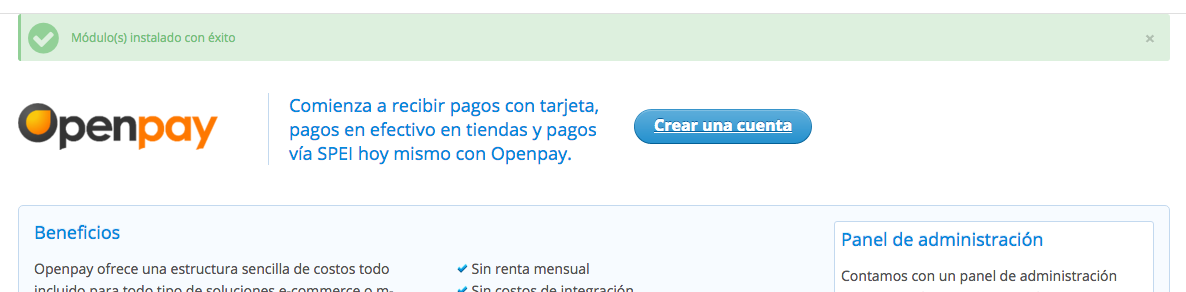 Módulo(s) instalado con éxito
×
Openpay
Comienza a recibir pagos con tarjeta,
pagos en efectivo en tiendas y pagos
vía SPEI hoy mismo con Openpay.
Crear una cuenta
Beneficios
Openpay ofrece una estructura sencilla de costos todo
incluido para todo tipo de soluciones e-commerce o m-
Sin renta mensual
Sin costos de integración
Panel de administración
Contamos con un panel de administración